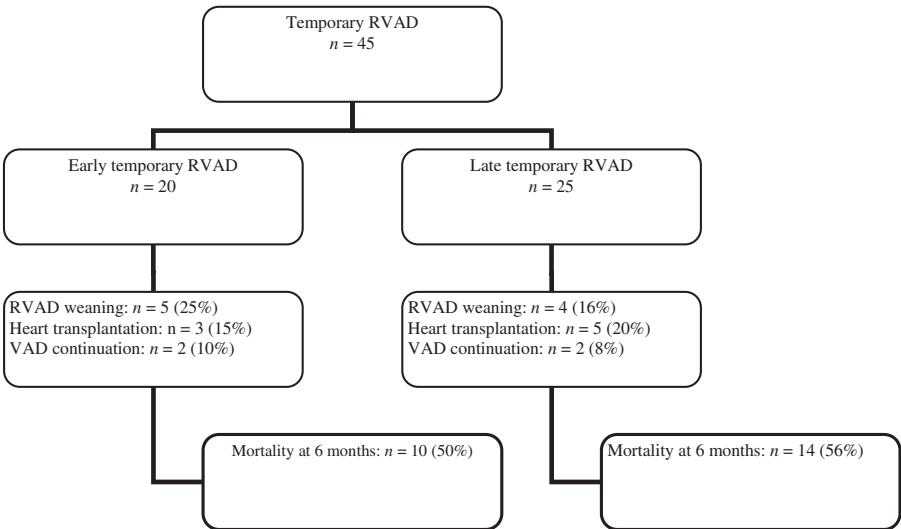 Temporary RVAD
n = 45
Early temporary RVAD
n = 20
Late temporary RVAD
n = 25
RVAD weaning: n = 5 (25%)
Heart transplantation: n = 3 (15%)
VAD continuation: n = 2 (10%)
RVAD weaning: n = 4 (16%)
Heart transplantation: n = 5 (20%)
VAD continuation: n = 2 (8%)
Mortality at 6 months: n = 10 (50%)
Mortality at 6 months: n = 14 (56%)